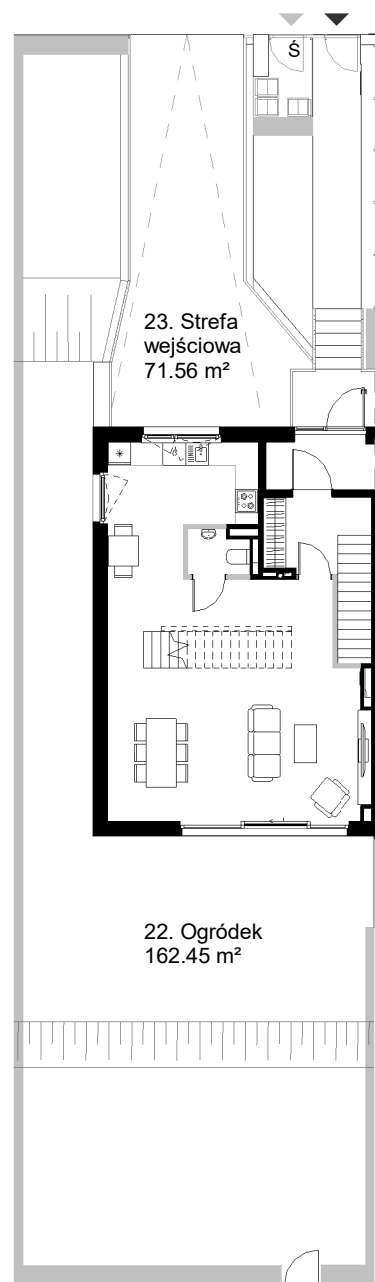 Ś
23. Strefa
wejściowa
71.56 m²
22. Ogródek
162.45 m²